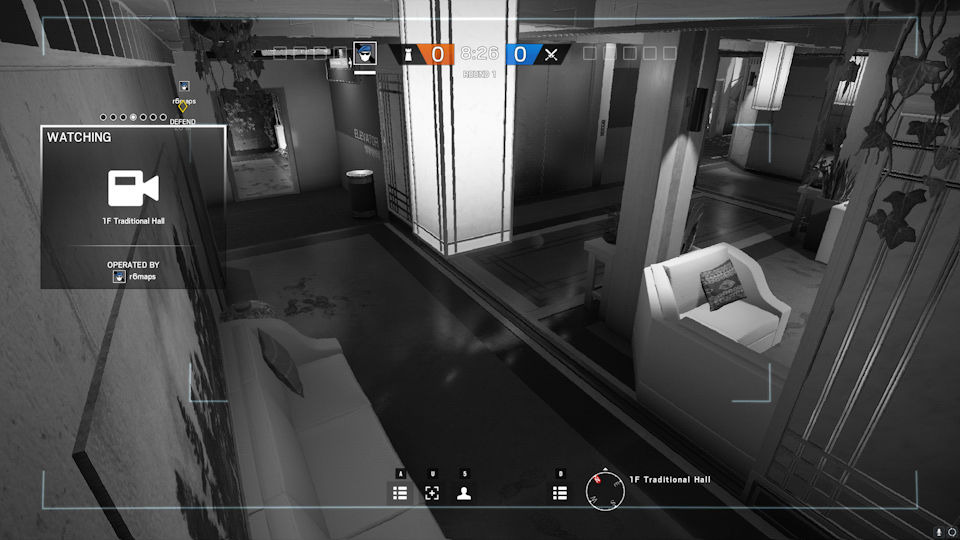 0
8:26
0
ROUND 1
r6maps
DEFEND
WATCHING
1F Traditional Hall
OPERATED BY
r6maps
ELEVATOR
A
U
S
D
N
E
S
W
1F Traditional Hall